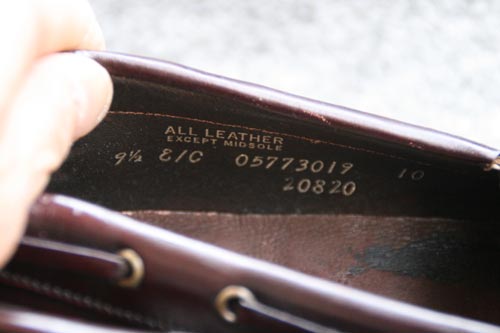 ALL LEATHER
EXCEPT MIDSOLE
9½ E/C 05773019 10
20820